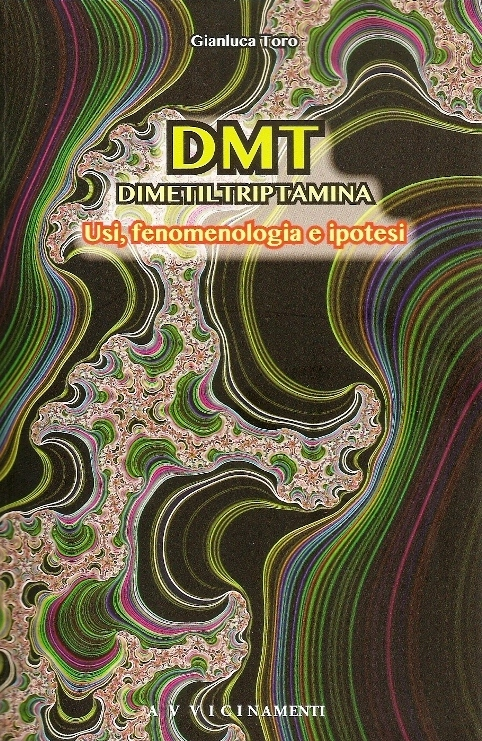 Gianluca Toro
DMT
DIMETILTRIPTAMINA
Usi, fenomenologia e ipotesi
AVVICINAMENTI